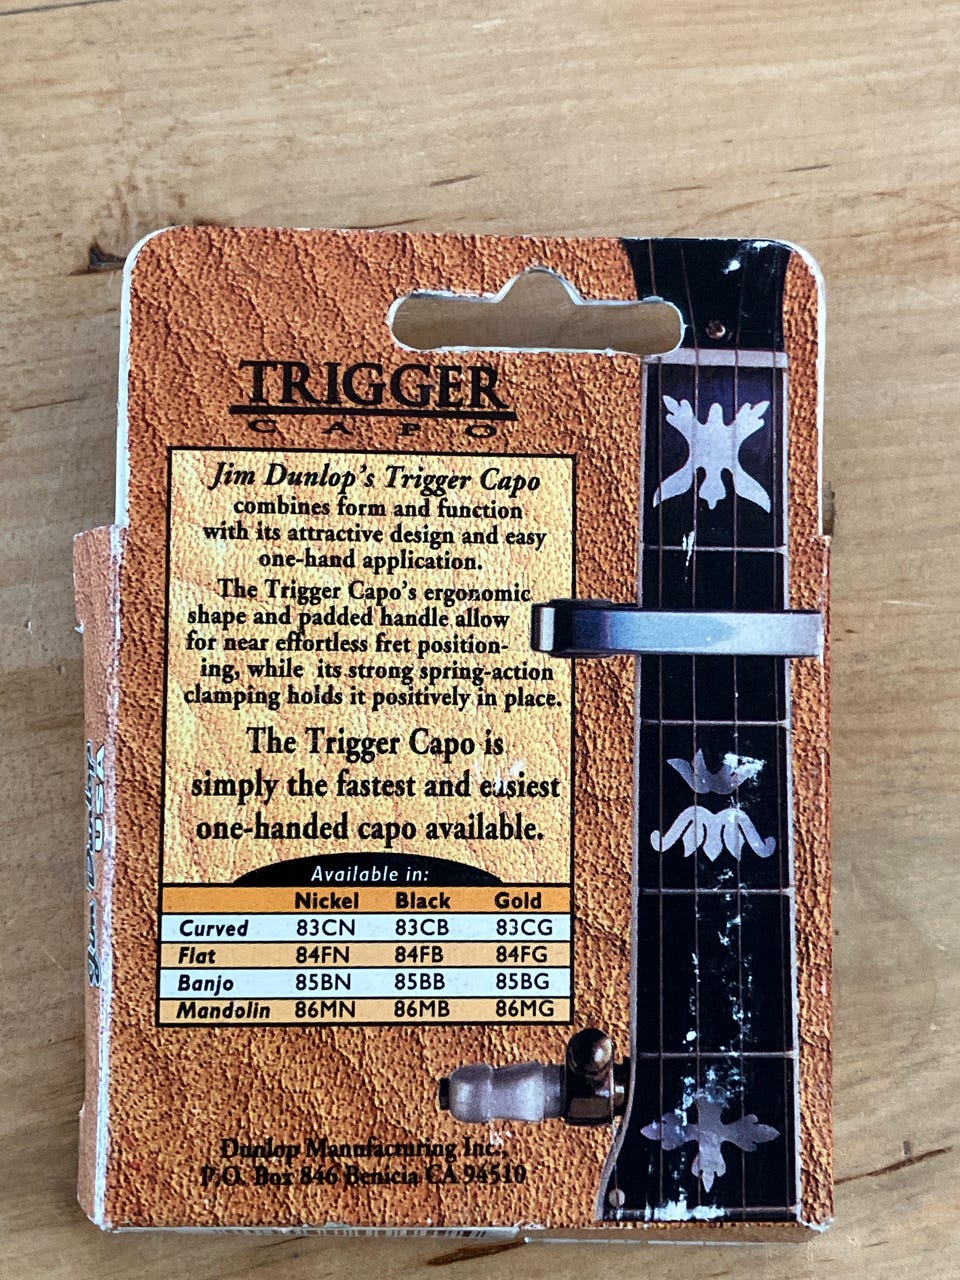 TRIGGER
CAPO
Jim Dunlop's Trigger Capo
combines form and function
with its attractive design and easy
one-hand application.
The Trigger Capo's ergonomic
shape and padded handle allow
for near effortless fret position-
ing, while its strong spring-action
clamping holds it positively in place.
The Trigger Capo is
simply the fastest and easiest
one-handed capo available.
Available in:
Nickel Black Gold
Curved 83CN 83CB 83CG
Flat 84FN 84FB 84FG
Banjo 85BN 85BB 85BG
Mandolin 86MN 86MB 86MG
Dunlop Manufacturing Inc.,
P.O. Box 846 Benicia CA 94510
USA